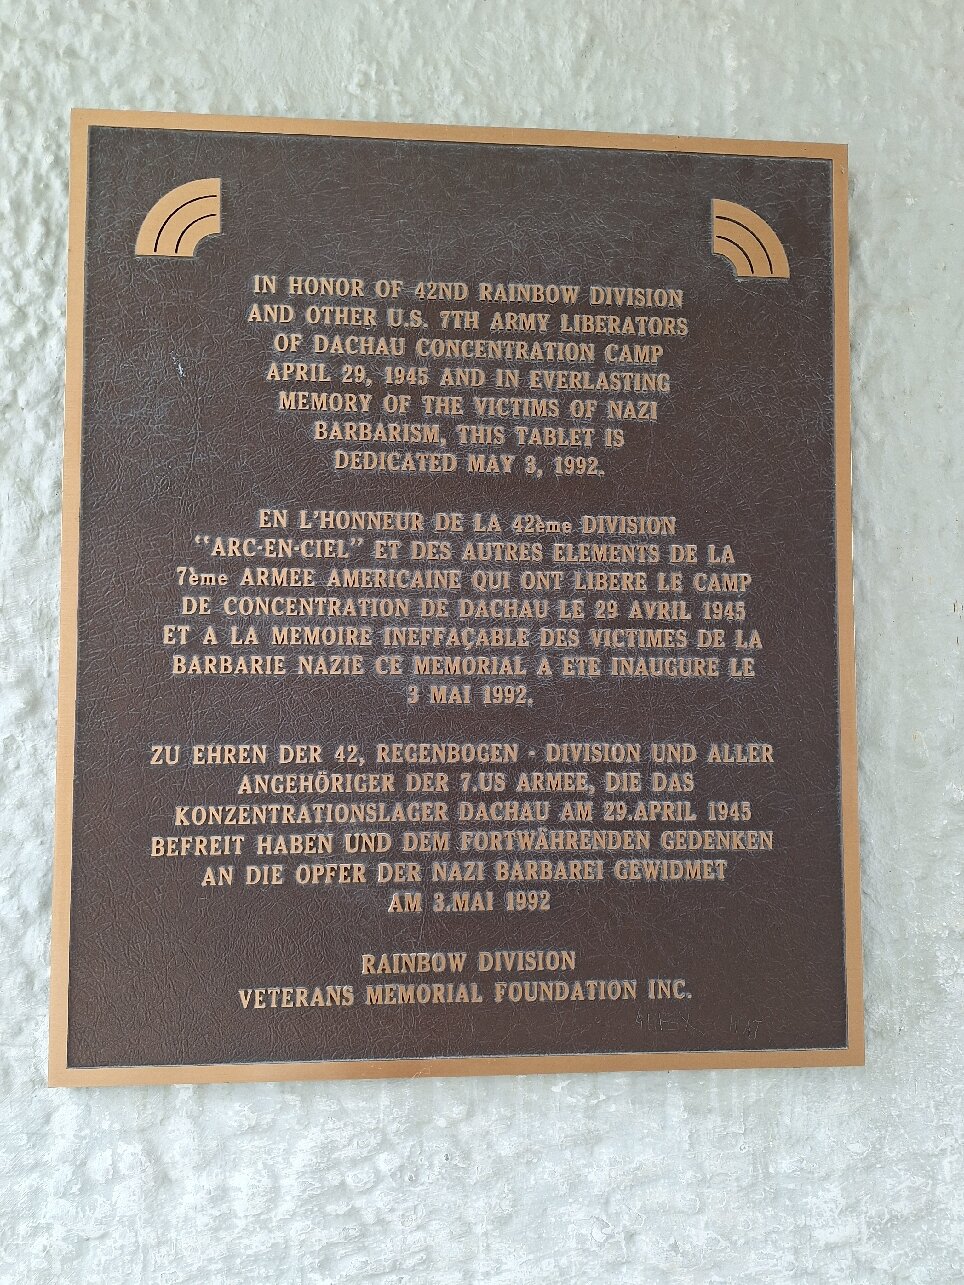 IN HONOR OF 42ND RAINBOW DIVISION
AND OTHER U.S. 7TH ARMY LIBERATORS
OF DACHAU CONCENTRATION CAMP
APRIL 29, 1945 AND IN EVERLASTING
MEMORY OF THE VICTIMS OF NAZI
BARBARISM, THIS TABLET IS
DEDICATED MAY 3, 1992.
EN L'HONNEUR DE LA 42ème DIVISION
"ARC-EN-CIEL" ET DES AUTRES ELEMENTS DE LA
7ème ARMEE AMERICAINE QUI ONT LIBERE LE CAMP
DE CONCENTRATION DE DACHAU LE 29 AVRIL 1945
ET A LA MEMOIRE INEFFAÇABLE DES VICTIMES DE LA
BARBARIE NAZIE CE MEMORIAL A ETE INAUGURE LE
3 MAI 1992.
ZU EHREN DER 42, REGENBOGEN - DIVISION UND ALLER
ANGEHÖRIGER DER 7.US ARMEE, DIE DAS
KONZENTRATIONSLAGER DACHAU AM 29.APRIL 1945
BEFREIT HABEN UND DEM FORTWÄHRENDEN GEDENKEN
AN DIE OPFER DER NAZI BARBAREI GEWIDMET
AM 3.MAI 1992
RAINBOW DIVISION
VETERANS MEMORIAL FOUNDATION INC.